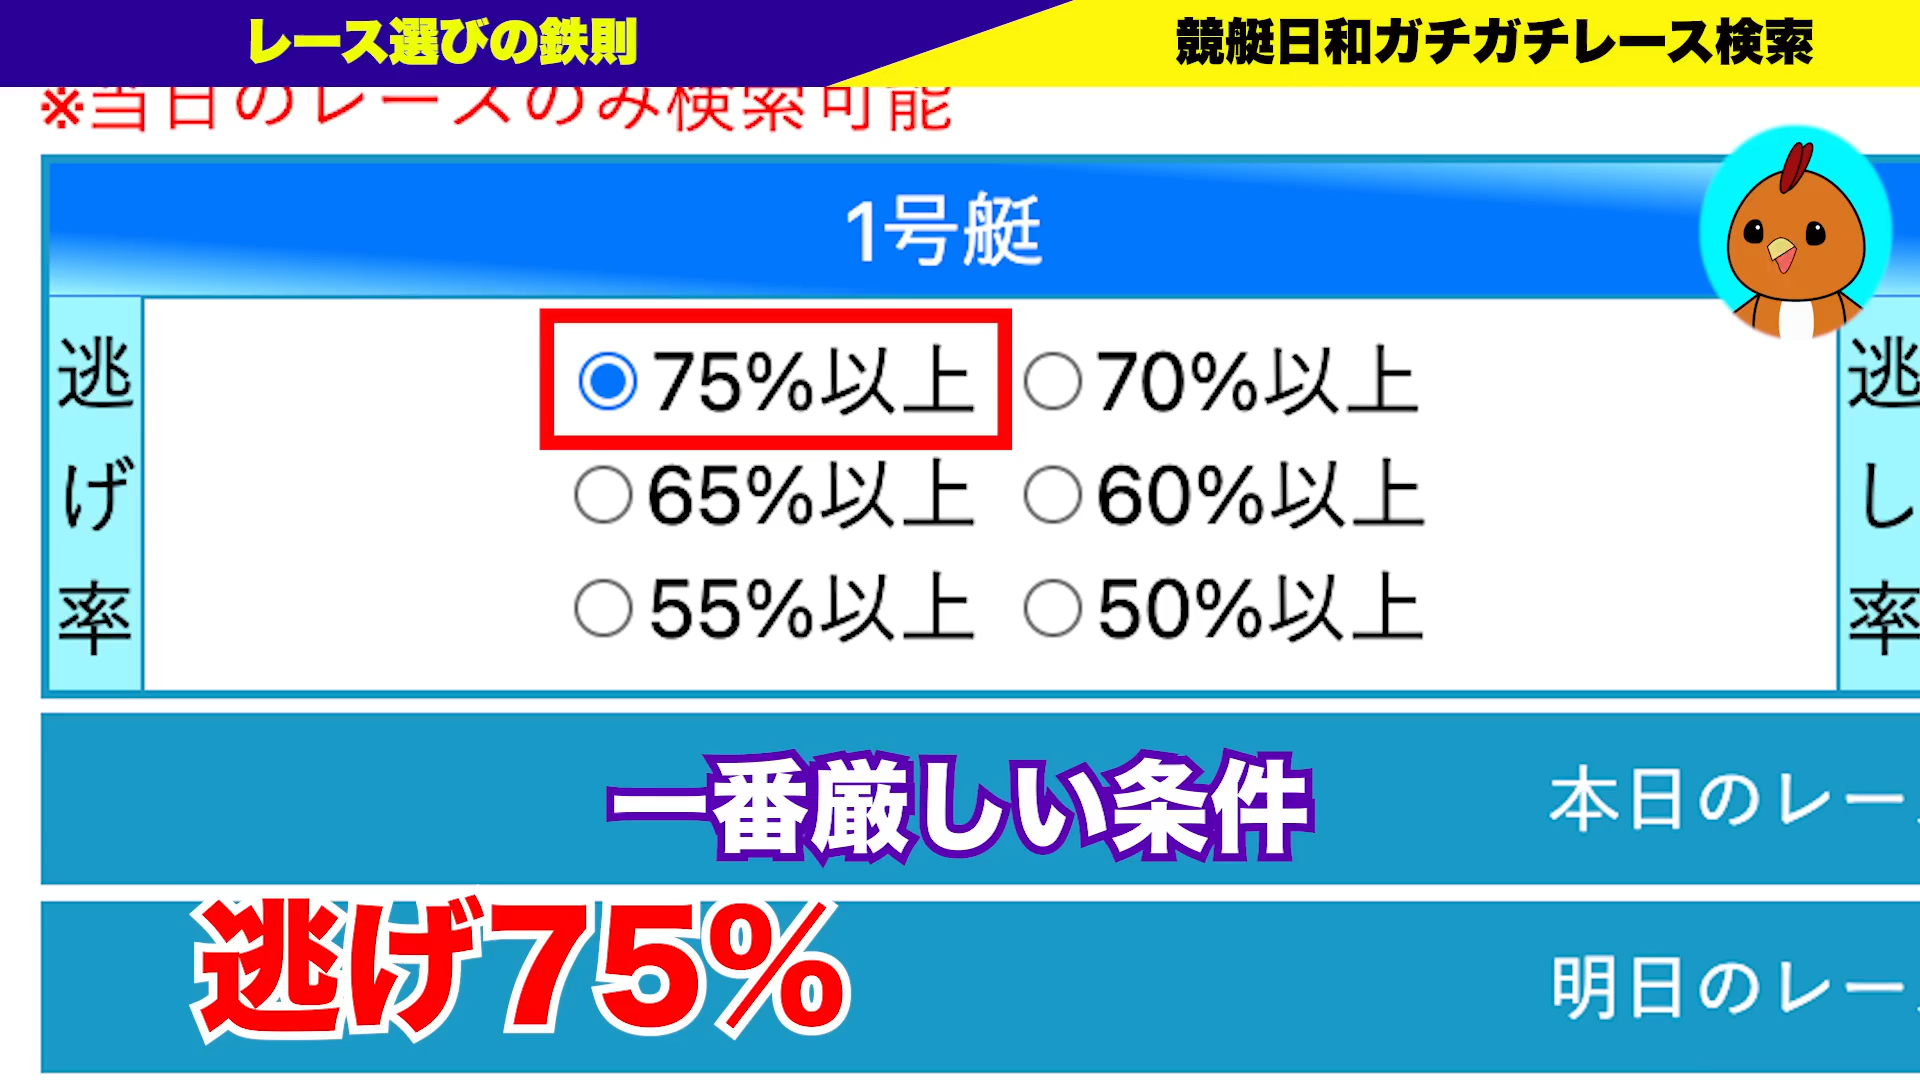 レース選びの鉄則
競艇日和ガチガチレース検索
※当日のレースのみ検索可能
1号艇
逃げ率
75%以上 70%以上
65%以上 60%以上
55%以上 50%以上
逃し率
一番厳しい条件
本日のレー
逃げ75%
明日のレー